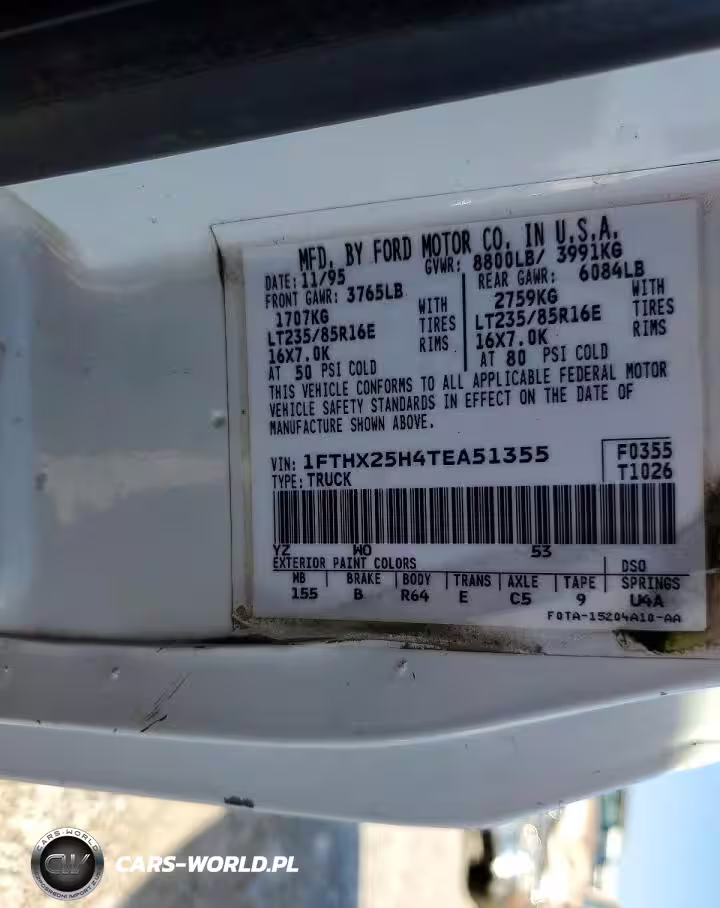 MFD. BY FORD MOTOR CO. IN U.S.A.
DATE: 11/95 GVWR: 8800LB/ 3991KG
FRONT GAWR: 3765LB REAR GAWR: 6084LB
1707KG WITH 2759KG WITH
LT235/85R16E TIRES LT235/85R16E TIRES
16X7.0K RIMS 16X7.0K RIMS
AT 50 PSI COLD AT 80 PSI COLD
THIS VEHICLE CONFORMS TO ALL APPLICABLE FEDERAL MOTOR
VEHICLE SAFETY STANDARDS IN EFFECT ON THE DATE OF
MANUFACTURE SHOWN ABOVE.
VIN: 1FTHX25H4TEA51355 F0355
TYPE: TRUCK T1026
YZ WO 53
EXTERIOR PAINT COLORS DSO
WB BRAKE BODY TRANS AXLE TAPE SPRINGS
155 B R64 E C5 9 U4A
F0TA-15204A10-AA
CARS-WORLD
CW
CARS-WORLD.PL